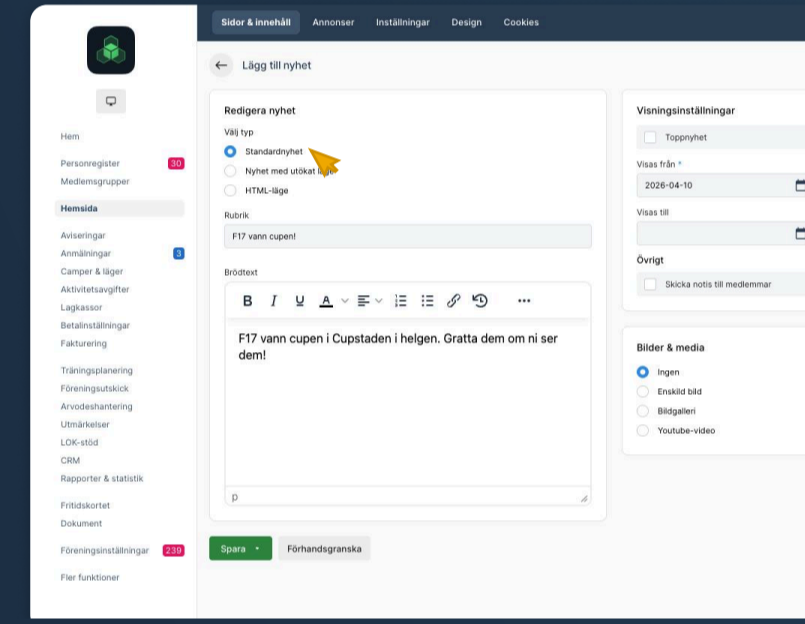 Sidor & innehåll
Annonser
Inställningar
Design
Cookies
Lägg till nyhet
Hem
Personregister 30
Medlemsgrupper
Hemsida
Aviseringar
Anmälningar 3
Camper & läger
Aktivitetsavgifter
Lagkassor
Betalinställningar
Fakturering
Träningsplanering
Föreningsutskick
Arvodeshantering
Utmärkelser
LOK-stöd
CRM
Rapporter & statistik
Fritidskortet
Dokument
Föreningsinställningar 239
Fler funktioner
Redigera nyhet
Välj typ
Standardnyhet
Nyhet med utökat
HTML-läge
Rubrik
F17 vann cupen!
Brödtext
B I U A
F17 vann cupen i Cupstaden i helgen. Gratta dem om ni ser
dem!
p
Spara
Förhandsgranska
Visningsinställningar
Toppnyhet
Visas från *
2026-04-10
Visas till
Övrigt
Skicka notis till medlemmar
Bilder & media
Ingen
Enskild bild
Bildgalleri
Youtube-video